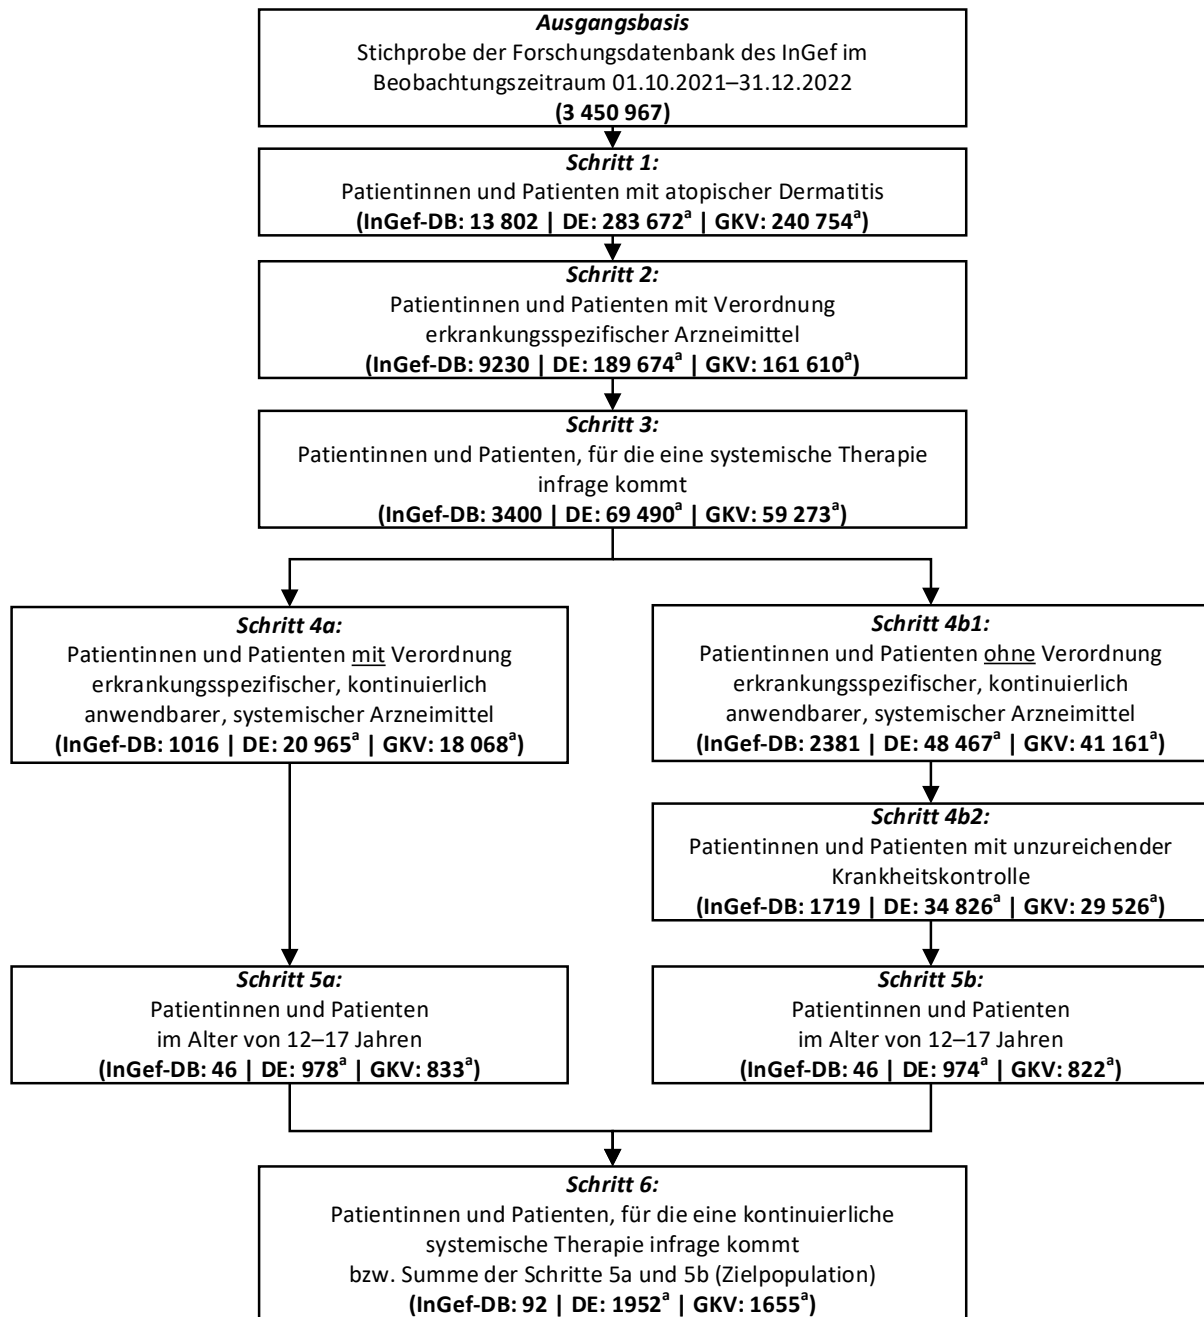 Ausgangsbasis
Stichprobe der Forschungsdatenbank des InGef im
Beobachtungszeitraum 01.10.2021–31.12.2022
(3 450 967)
Schritt 1:
Patientinnen und Patienten mit atopischer Dermatitis
(InGef-DB: 13 802 | DE: 283 672a | GKV: 240 754a)
Schritt 2:
Patientinnen und Patienten mit Verordnung
erkrankungsspezifischer Arzneimittel
(InGef-DB: 9230 | DE: 189 674a | GKV: 161 610a)
Schritt 3:
Patientinnen und Patienten, für die eine systemische Therapie
infrage kommt
(InGef-DB: 3400 | DE: 69 490a | GKV: 59 273a)
Schritt 4a:
Patientinnen und Patienten mit Verordnung
erkrankungsspezifischer, kontinuierlich
anwendbarer, systemischer Arzneimittel
(InGef-DB: 1016 | DE: 20 965a | GKV: 18 068a)
Schritt 4b1:
Patientinnen und Patienten ohne Verordnung
erkrankungsspezifischer, kontinuierlich
anwendbarer, systemischer Arzneimittel
(InGef-DB: 2381 | DE: 48 467a | GKV: 41 161a)
Schritt 4b2:
Patientinnen und Patienten mit unzureichender
Krankheitskontrolle
(InGef-DB: 1719 | DE: 34 826a | GKV: 29 526a)
Schritt 5a:
Patientinnen und Patienten
im Alter von 12–17 Jahren
(InGef-DB: 46 | DE: 978a | GKV: 833a)
Schritt 5b:
Patientinnen und Patienten
im Alter von 12–17 Jahren
(InGef-DB: 46 | DE: 974a | GKV: 822a)
Schritt 6:
Patientinnen und Patienten, für die eine kontinuierliche
systemische Therapie infrage kommt
bzw. Summe der Schritte 5a und 5b (Zielpopulation)
(InGef-DB: 92 | DE: 1952a | GKV: 1655a)